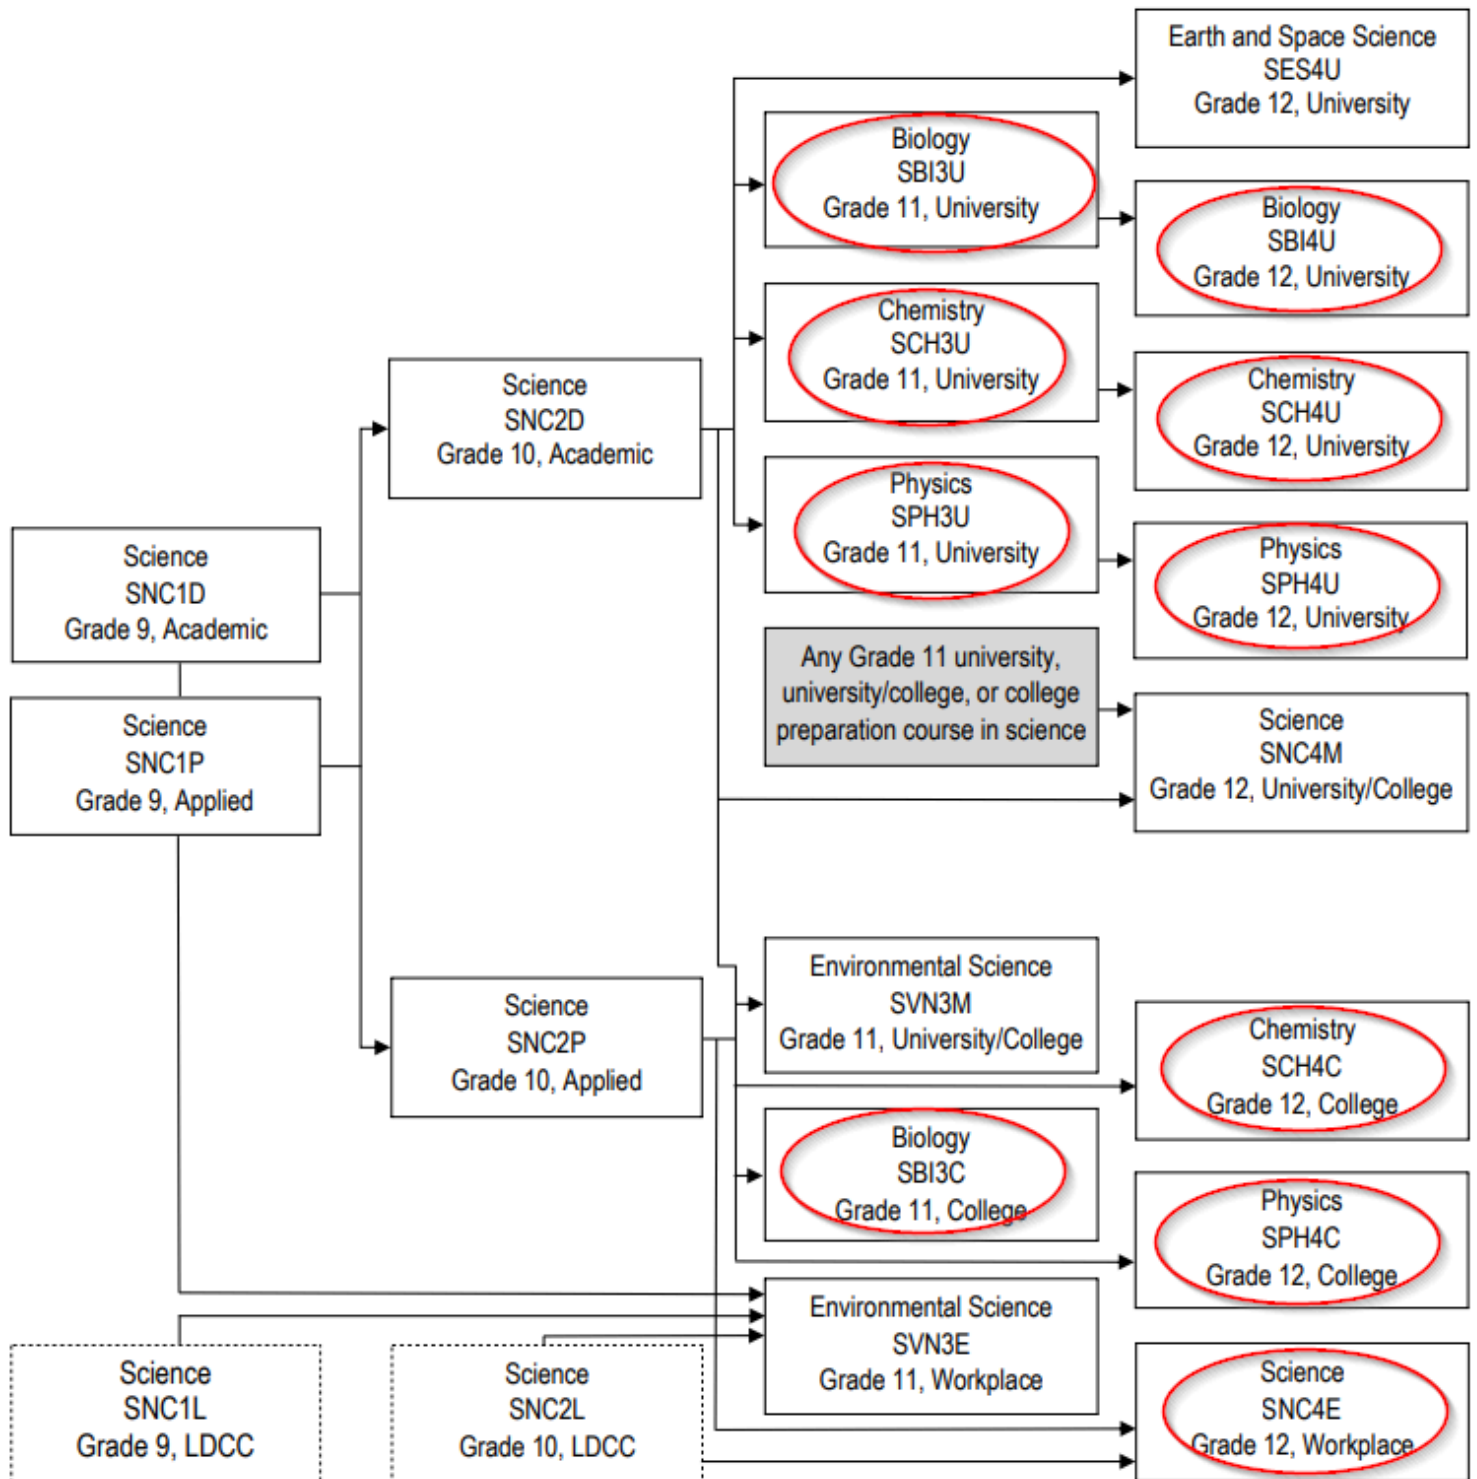 Earth and Space Science
SES4U
Grade 12, University
Biology
SBI3U
Grade 11, University
Biology
SBI4U
Grade 12, University
Chemistry
SCH3U
Grade 11, University
Chemistry
SCH4U
Grade 12, University
Science
SNC2D
Grade 10, Academic
Physics
SPH3U
Grade 11, University
Physics
SPH4U
Grade 12, University
Science
SNC1D
Grade 9, Academic
Any Grade 11 university,
university/college, or college
preparation course in science
Science
SNC4M
Grade 12, University/College
Science
SNC1P
Grade 9, Applied
Environmental Science
SVN3M
Grade 11, University/College
Science
SNC2P
Grade 10, Applied
Chemistry
SCH4C
Grade 12, College
Biology
SBI3C
Grade 11, College
Physics
SPH4C
Grade 12, College
Environmental Science
SVN3E
Grade 11, Workplace
Science
SNC1L
Grade 9, LDCC
Science
SNC2L
Grade 10, LDCC
Science
SNC4E
Grade 12, Workplace